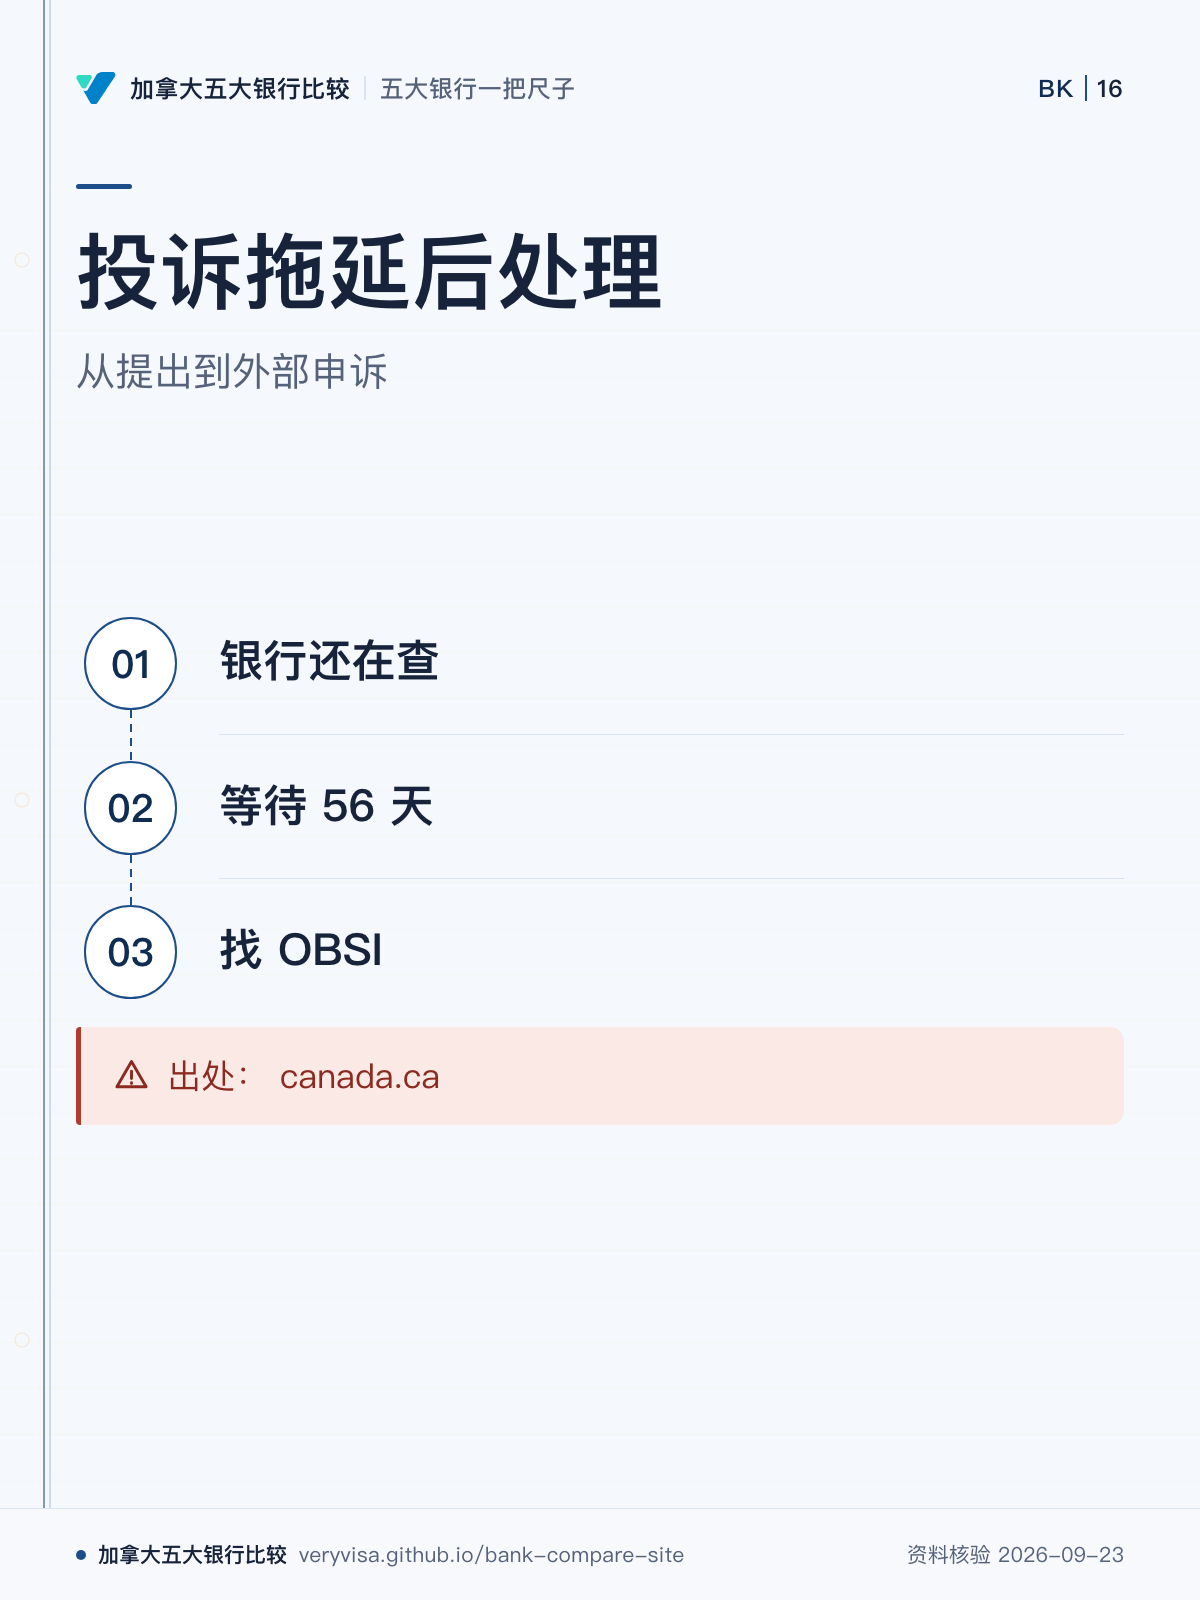 加拿大五大银行比较 五大银行一把尺子 BK 16
投诉拖延后处理
从提出到外部申诉
01 银行还在查
02 等待 56 天
03 找 OBSI
出处： canada.ca
加拿大五大银行比较 veryvisa.github.io/bank-compare-site 资料核验 2026-09-23